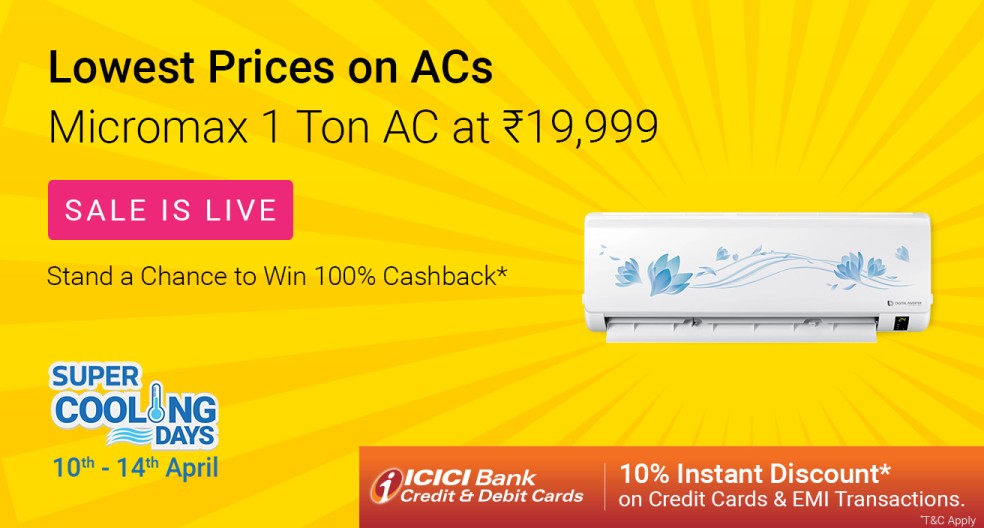 Lowest Prices on ACs
Micromax 1 Ton AC at ₹19,999
SALE IS LIVE
Stand a Chance to Win 100% Cashback*
SUPER
COOLING
DAYS
10th - 14th April
ICICI Bank
Credit & Debit Cards
10% Instant Discount*
on Credit Cards & EMI Transactions.
*T&C Apply